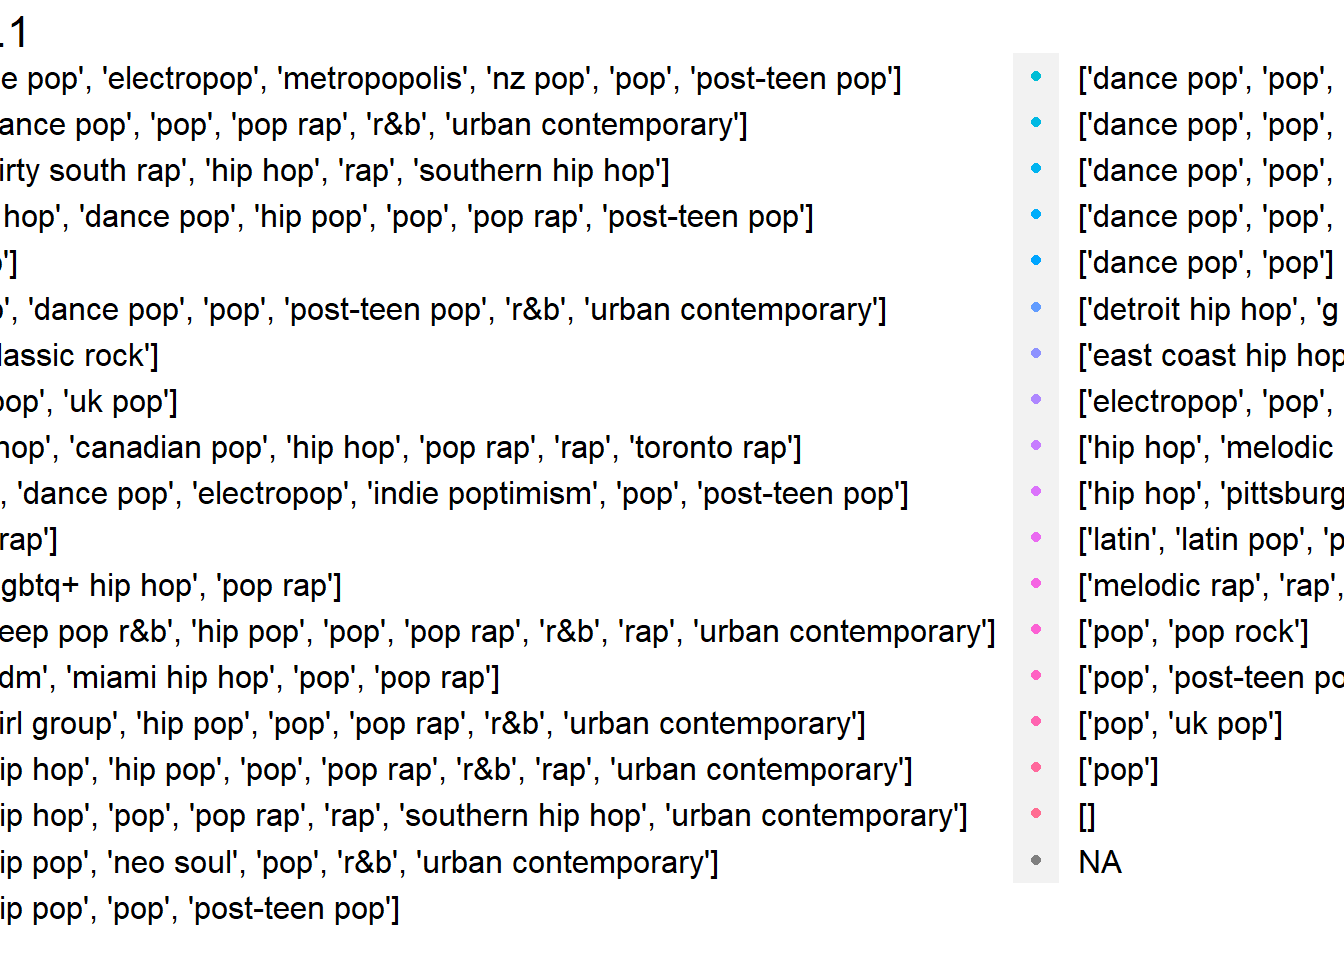 .1
e pop', 'electropop', 'metropopolis', 'nz pop', 'pop', 'post-teen pop']
ance pop', 'pop', 'pop rap', 'r&b', 'urban contemporary']
irty south rap', 'hip hop', 'rap', 'southern hip hop']
hop', 'dance pop', 'hip pop', 'pop', 'pop rap', 'post-teen pop']
']
', 'dance pop', 'pop', 'post-teen pop', 'r&b', 'urban contemporary']
lassic rock']
pop', 'uk pop']
hop', 'canadian pop', 'hip hop', 'pop rap', 'rap', 'toronto rap']
, 'dance pop', 'electropop', 'indie poptimism', 'pop', 'post-teen pop']
rap']
gbtq+ hip hop', 'pop rap']
eep pop r&b', 'hip pop', 'pop', 'pop rap', 'r&b', 'rap', 'urban contemporary']
dm', 'miami hip hop', 'pop', 'pop rap']
irl group', 'hip pop', 'pop', 'pop rap', 'r&b', 'urban contemporary']
ip hop', 'hip pop', 'pop', 'pop rap', 'r&b', 'rap', 'urban contemporary']
ip hop', 'pop', 'pop rap', 'rap', 'southern hip hop', 'urban contemporary']
ip pop', 'neo soul', 'pop', 'r&b', 'urban contemporary']
ip pop', 'pop', 'post-teen pop']
['dance pop', 'pop',
['dance pop', 'pop',
['dance pop', 'pop',
['dance pop', 'pop',
['dance pop', 'pop']
['detroit hip hop', 'g
['east coast hip hop
['electropop', 'pop',
['hip hop', 'melodic
['hip hop', 'pittsburg
['latin', 'latin pop', 'p
['melodic rap', 'rap',
['pop', 'pop rock']
['pop', 'post-teen po
['pop', 'uk pop']
['pop']
[]
NA